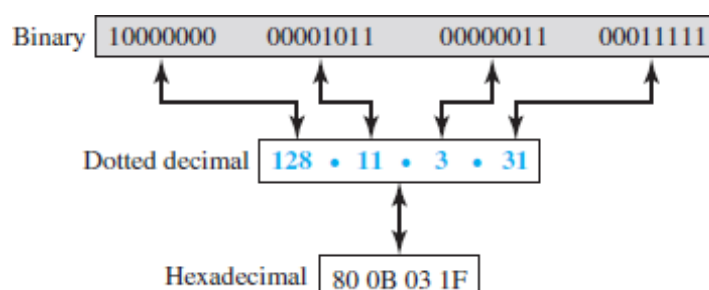 Binary 10000000 00001011 00000011 00011111
Dotted decimal 128 • 11 • 3 • 31
Hexadecimal 80 0B 03 1F